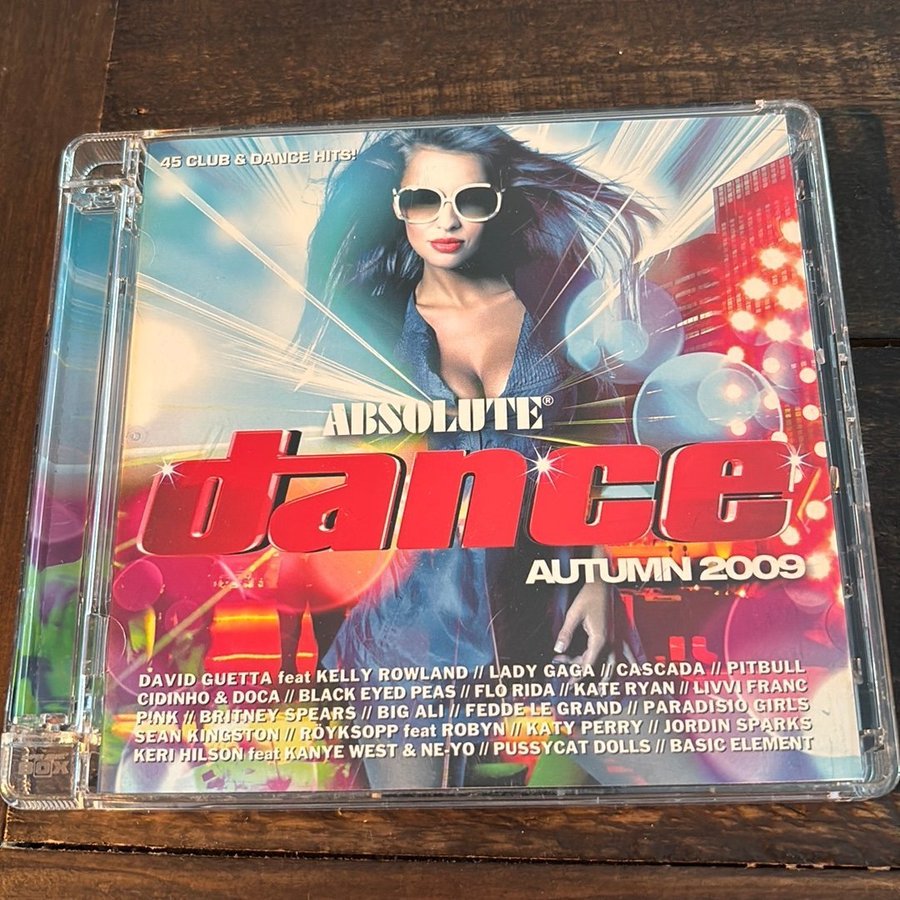 45 CLUB & DANCE HITS!
ABSOLUTE®
dance
AUTUMN 2009
DAVID GUETTA feat KELLY ROWLAND // LADY GAGA // CASCADA // PITBULL
CIDINHO & DOCA // BLACK EYED PEAS // FLO RIDA // KATE RYAN // LIVVI FRANC
P!NK // BRITNEY SPEARS // BIG ALI // FEDDE LE GRAND // PARADISIO GIRLS
SEAN KINGSTON // RÖYKSOPP feat ROBYN // KATY PERRY // JORDIN SPARKS
KERI HILSON feat KANYE WEST & NE-YO // PUSSYCAT DOLLS // BASIC ELEMENT
BOX